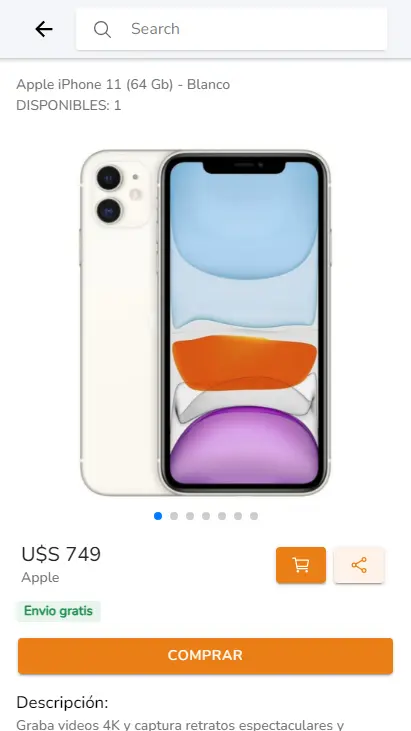 Search
Apple iPhone 11 (64 Gb) - Blanco
DISPONIBLES: 1
U$S 749
Apple
Envio gratis
COMPRAR
Descripción:
Graba videos 4K y captura retratos espectaculares y